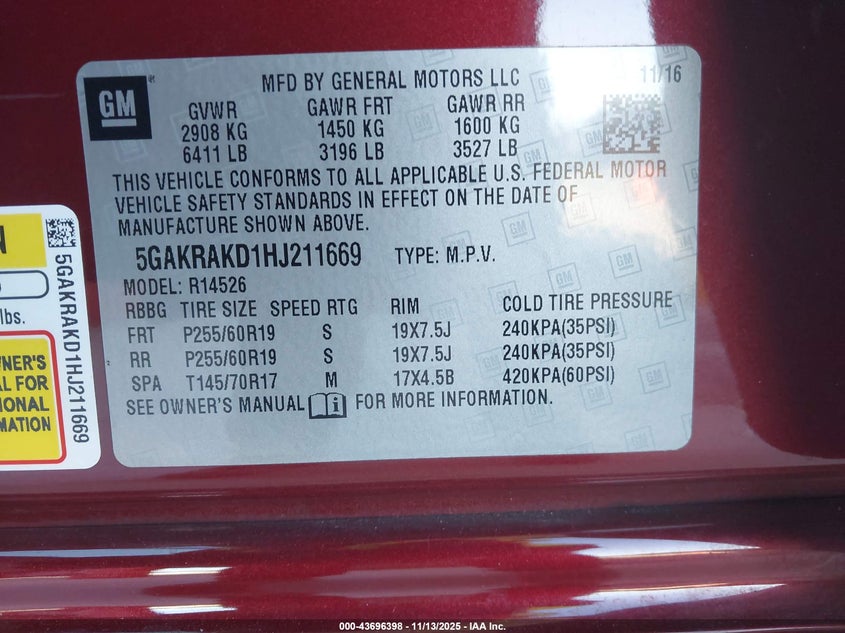 GM
MFD BY GENERAL MOTORS LLC
11/16
GVWR GAWR FRT GAWR RR
2908 KG 1450 KG 1600 KG
6411 LB 3196 LB 3527 LB
THIS VEHICLE CONFORMS TO ALL APPLICABLE U.S. FEDERAL MOTOR
VEHICLE SAFETY STANDARDS IN EFFECT ON THE DATE OF
MANUFACTURE SHOWN ABOVE.
5GAKRAKD1HJ211669 TYPE: M.P.V.
MODEL: R14526
RBBG TIRE SIZE SPEED RTG RIM COLD TIRE PRESSURE
FRT P255/60R19 S 19X7.5J 240KPA(35PSI)
RR P255/60R19 S 19X7.5J 240KPA(35PSI)
SPA T145/70R17 M 17X4.5B 420KPA(60PSI)
SEE OWNER'S MANUAL FOR MORE INFORMATION.
5GAKRAKD1HJ211669
N
lbs.
NER'S
AL FOR
IONAL
MATION
000-43696398 - 11/13/2025 - IAA Inc.